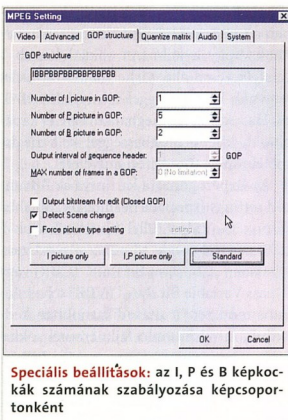 MPEG Setting
Video Advanced GOP structure Quantize matrix Audio System
GOP structure
IBBPBBPBBPBBPBBPBB
Number of I picture in GOP: 1
Number of P picture in GOP: 5
Number of B picture in GOP: 2
Output interval of sequence header: 1 GOP
MAX number of frames in a GOP: 0 (No limitation)
Output bitstream for edit (Closed GOP)
Detect Scene change
Force picture type setting setting
I picture only I,P picture only Standard
OK Cancel
Speciális beállítások: az I, P és B képkoc-
kák számának szabályozása képcsopor-
tonként